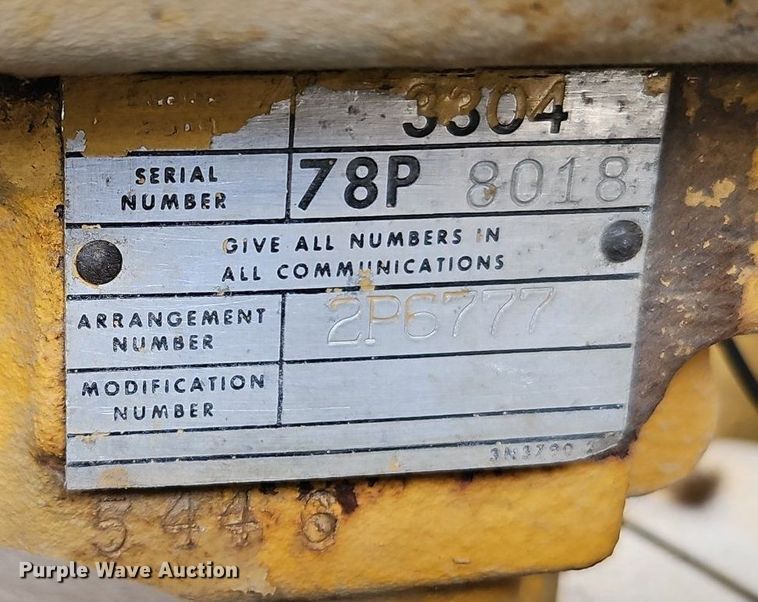 3304
SERIAL NUMBER 78P 8018
GIVE ALL NUMBERS IN
ALL COMMUNICATIONS
ARRANGEMENT NUMBER 2P6777
MODIFICATION NUMBER
Purple Wave Auction